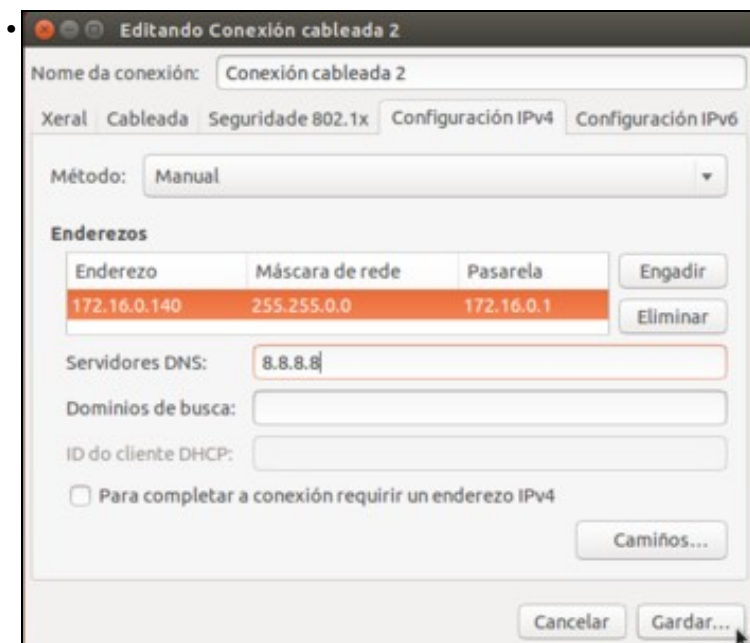 Editando Conexión cableada 2
Nome da conexión: Conexión cableada 2
Xeral Cableada Seguridade 802.1x Configuración IPv4 Configuración IPv6
Método: Manual
Enderezos
Enderezo Máscara de rede Pasarela Engadir
172.16.0.140 255.255.0.0 172.16.0.1
Eliminar
Servidores DNS: 8.8.8.8
Dominios de busca:
ID do cliente DHCP:
Para completar a conexión requirir un enderezo IPv4
Camiños...
Cancelar Gardar...